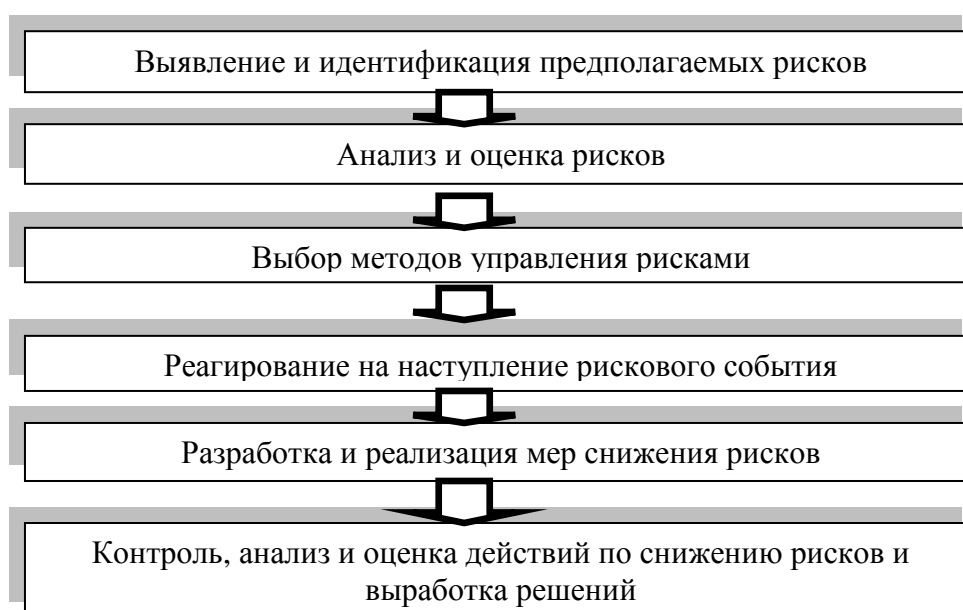 Выявление и идентификация предполагаемых рисков
Анализ и оценка рисков
Выбор методов управления рисками
Реагирование на наступление рискового события
Разработка и реализация мер снижения рисков
Контроль, анализ и оценка действий по снижению рисков и
выработка решений